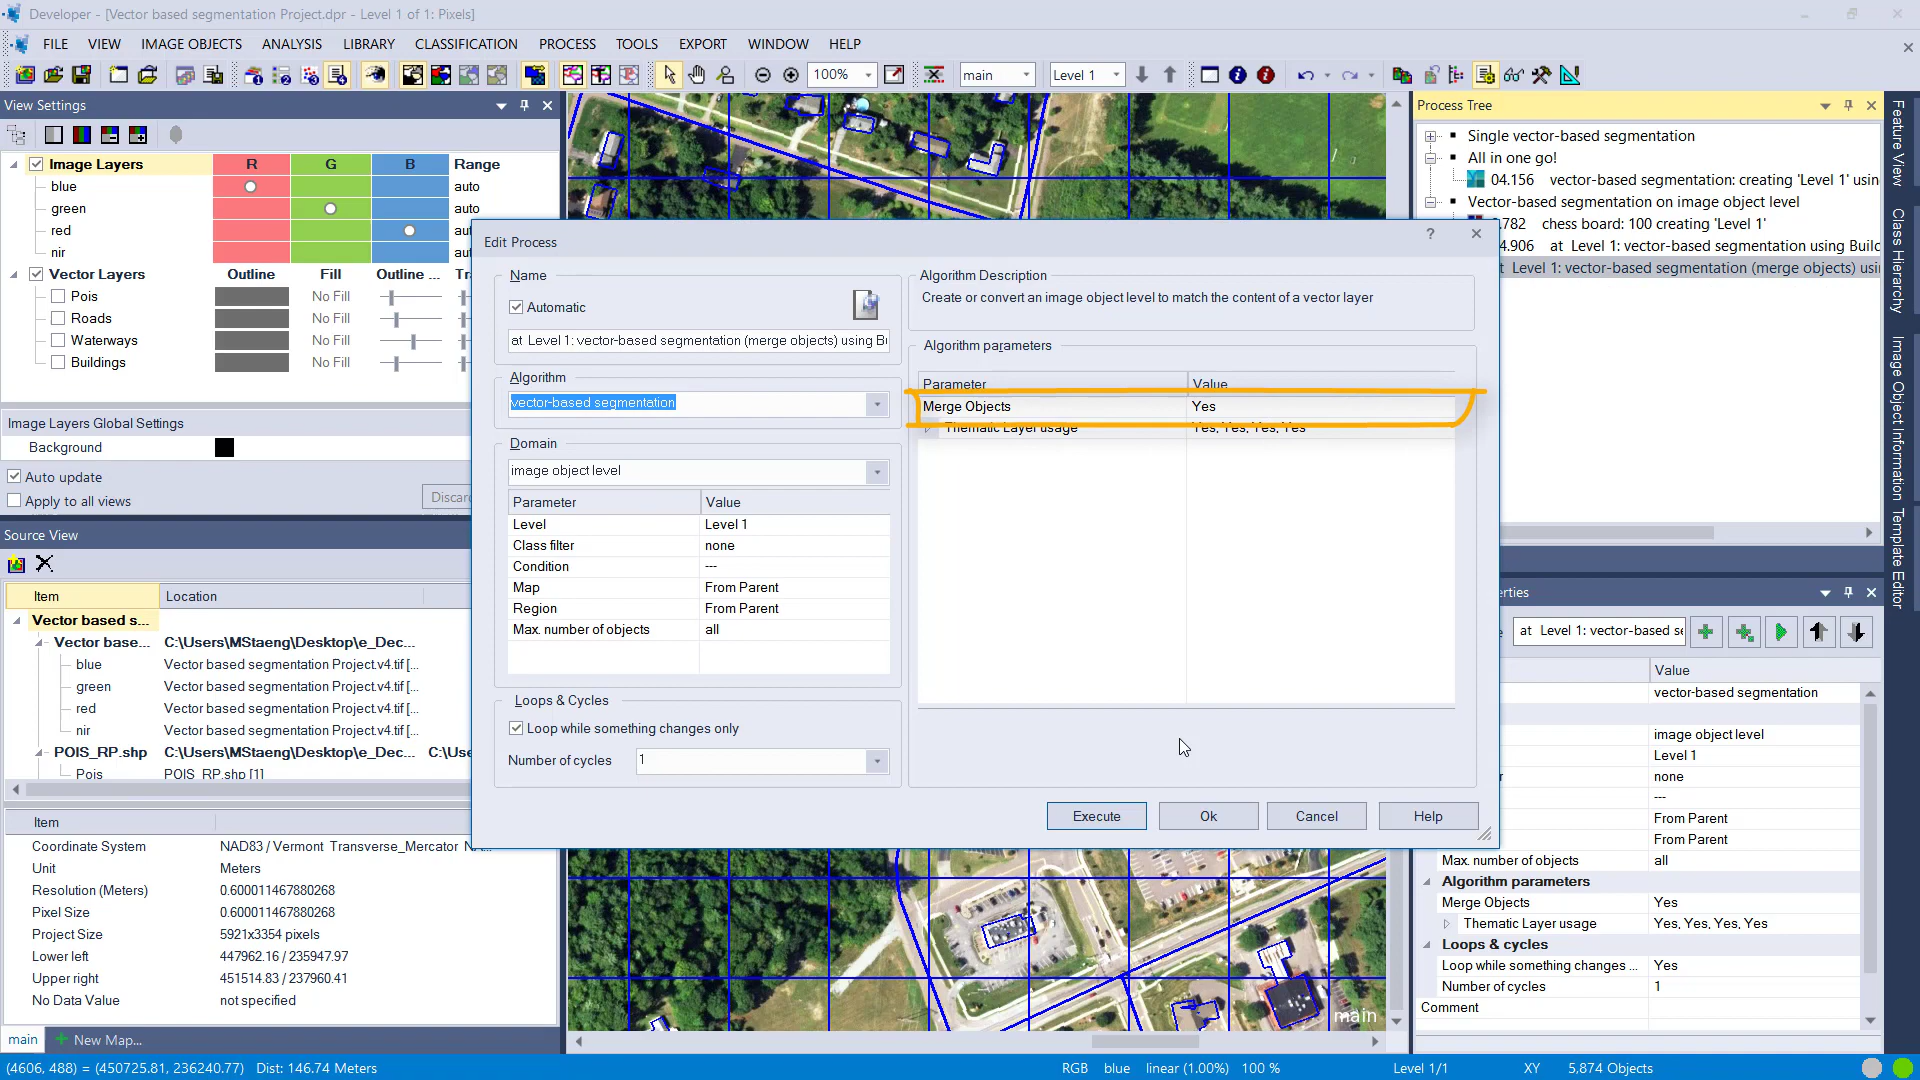 Developer - [Vector based segmentation Project.dpr - Level 1 of 1: Pixels]
FILE VIEW IMAGE OBJECTS ANALYSIS LIBRARY CLASSIFICATION PROCESS TOOLS EXPORT WINDOW HELP
100% main Level 1
View Settings
Image Layers R G B Range
blue auto
green auto
red
nir
Vector Layers Outline Fill Outline ...
Pois No Fill
Roads No Fill
Waterways No Fill
Buildings No Fill
Image Layers Global Settings
Background
Auto update
Apply to all views
Source View
Item Location
Vector based s...
Vector base... C:\Users\MStaeng\Desktop\e_Dec...
blue Vector based segmentation Project.v4.tif [...
green Vector based segmentation Project.v4.tif [...
red Vector based segmentation Project.v4.tif [...
nir Vector based segmentation Project.v4.tif [...
POIS_RP.shp C:\Users\MStaeng\Desktop\e_Dec...
Pois POIS_RP.shp [1]
Item
Coordinate System NAD83 / Vermont Transverse_Mercator
Unit Meters
Resolution (Meters) 0.600011467880268
Pixel Size 0.600011467880268
Project Size 5921x3354 pixels
Lower left 447962.16 / 235947.97
Upper right 451514.83 / 237960.41
No Data Value not specified
main New Map...
Edit Process
Name
Automatic
at Level 1: vector-based segmentation (merge objects) using
Algorithm
vector-based segmentation
Domain
image object level
Parameter Value
Level Level 1
Class filter none
Condition ---
Map From Parent
Region From Parent
Max. number of objects all
Loops & Cycles
Loop while something changes only
Number of cycles 1
Algorithm Description
Create or convert an image object level to match the content of a vector layer
Algorithm parameters
Parameter Value
Merge Objects Yes
Thematic Layer usage Yes, Yes, Yes, Yes
Execute Ok Cancel Help
main
Process Tree
Single vector-based segmentation
All in one go!
04.156 vector-based segmentation: creating 'Level 1'
Vector-based segmentation on image object level
.782 chess board: 100 creating 'Level 1'
4.906 at Level 1: vector-based segmentation using
Level 1: vector-based segmentation (merge objects)
at Level 1: vector-based
Value
vector-based segmentation
image object level
Level 1
none
---
From Parent
From Parent
Max. number of objects all
Algorithm parameters
Merge Objects Yes
Thematic Layer usage Yes, Yes, Yes, Yes
Loops & cycles
Loop while something changes ... Yes
Number of cycles 1
Comment
Feature View
Class Hierarchy
Image Object Information
Template Editor
(4606, 488) = (450725.81, 236240.77) Dist: 146.74 Meters RGB blue linear (1.00%) 100 % Level 1/1 XY 5,874 Objects